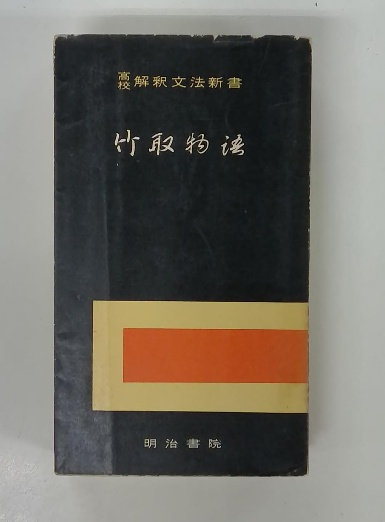 高校解釈文法新書
竹取物語
明治書院